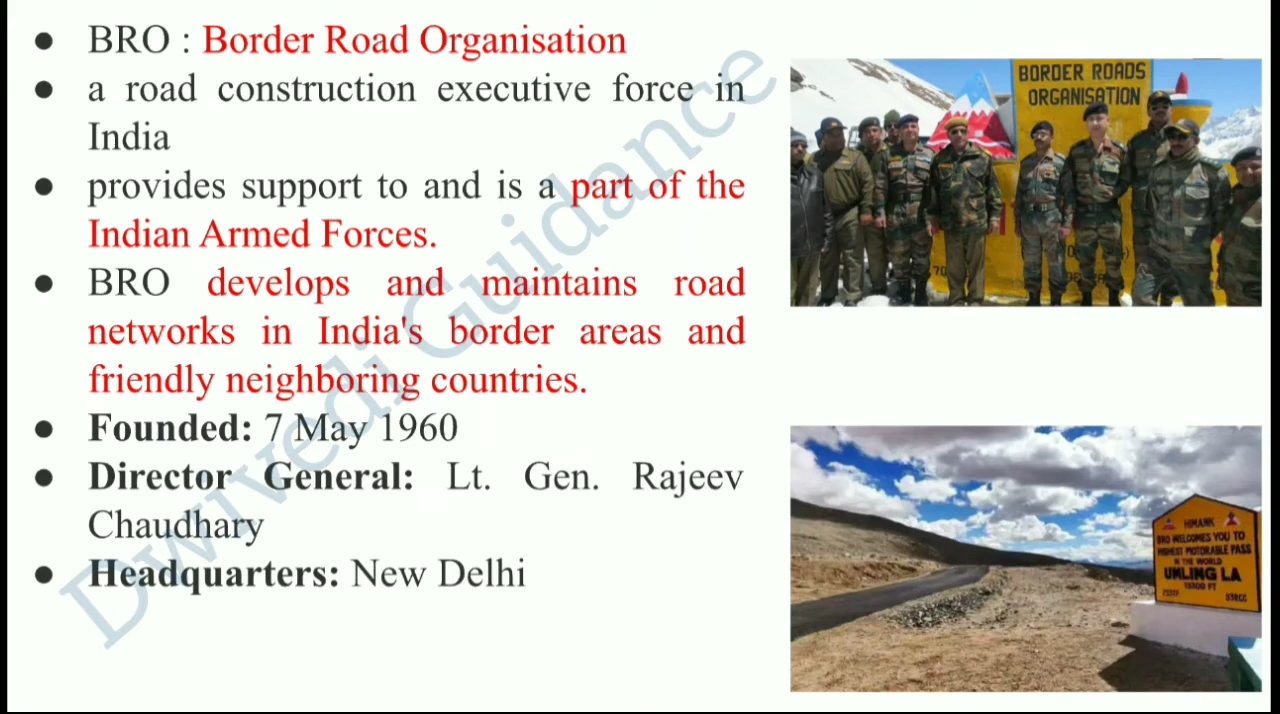 ● BRO : Border Road Organisation
● a road construction executive force in
India
● provides support to and is a part of the
Indian Armed Forces.
● BRO develops and maintains road
networks in India's border areas and
friendly neighboring countries.
● Founded: 7 May 1960
● Director General: Lt. Gen. Rajeev
Chaudhary
● Headquarters: New Delhi
Dwivedi Guidance
BORDER ROADS
ORGANISATION
HIMANK
BRO WELCOMES YOU TO
HIGHEST MOTORABLE PASS
IN THE WORLD
UMLING LA
19300 FT